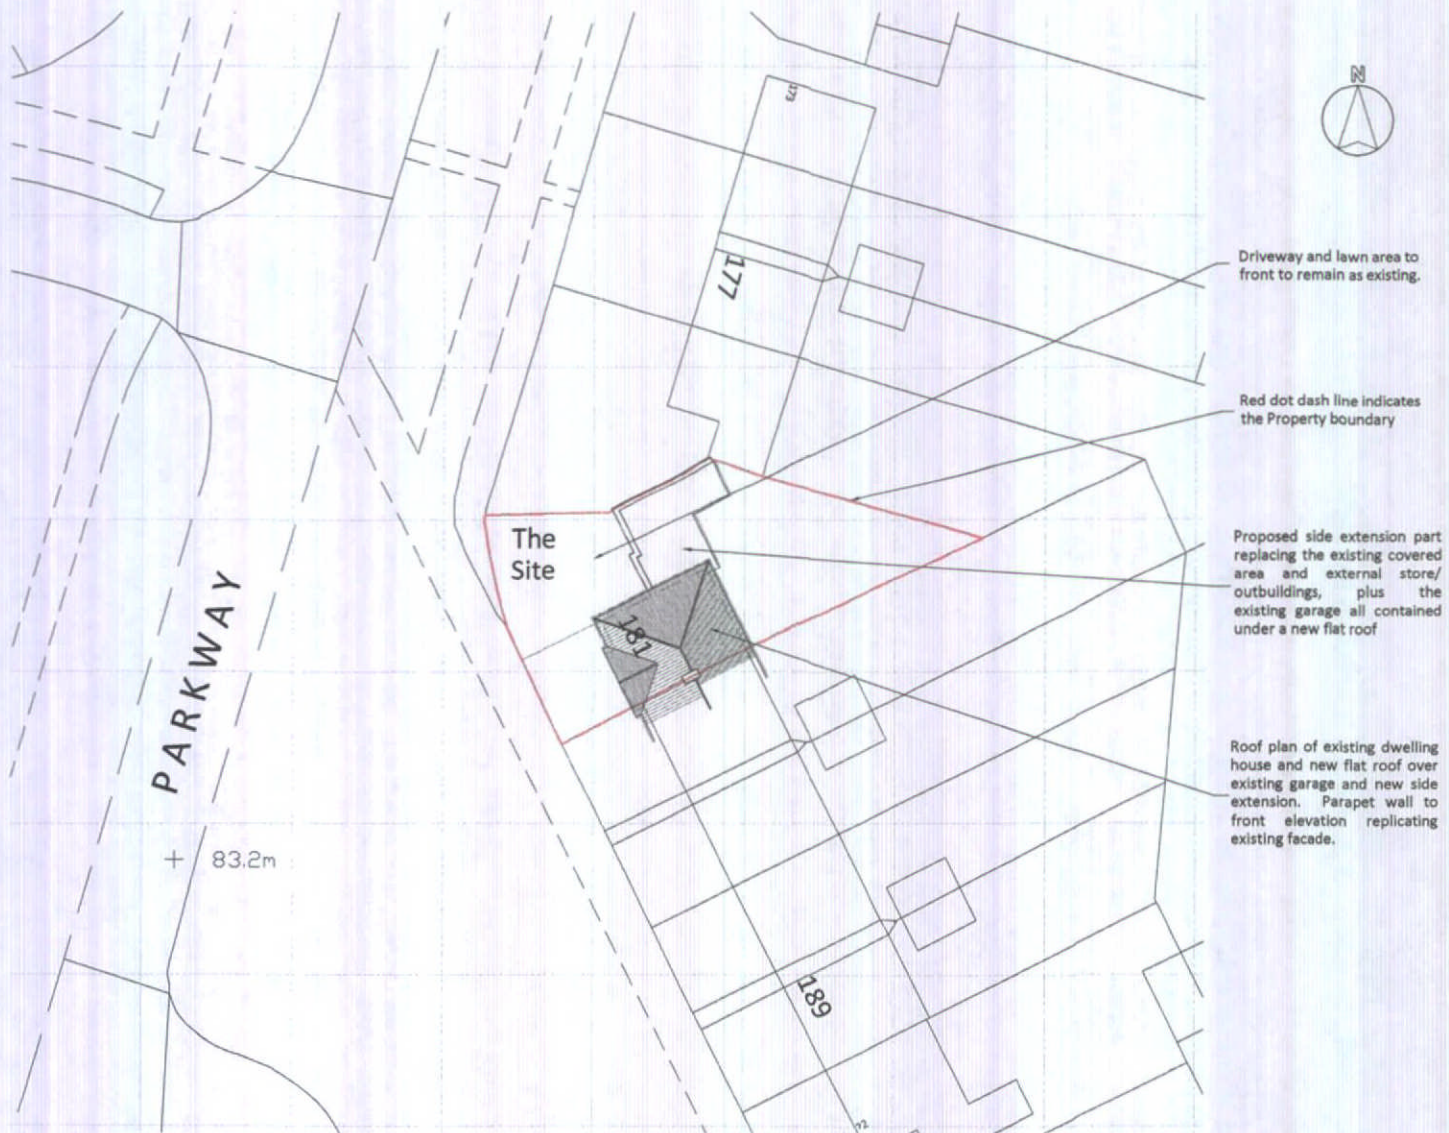 N
173
177
Driveway and lawn area to
front to remain as existing.
Red dot dash line indicates
the Property boundary
The
Site
Proposed side extension part
replacing the existing covered
area and external store/
outbuildings, plus the
existing garage all contained
under a new flat roof
181
PARKWAY
Roof plan of existing dwelling
house and new flat roof over
existing garage and new side
extension. Parapet wall to
front elevation replicating
existing facade.
83.2m
189